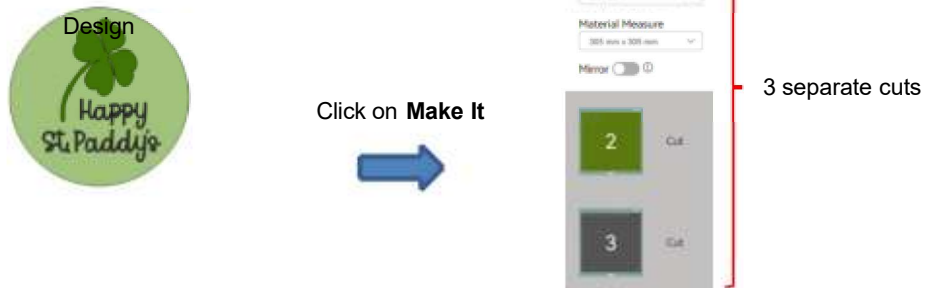 Design
Happy
St. Paddy's
Click on Make It
Material Measure
305 mm x 305 mm
Mirror
2
Cut
3
Cut
3 separate cuts